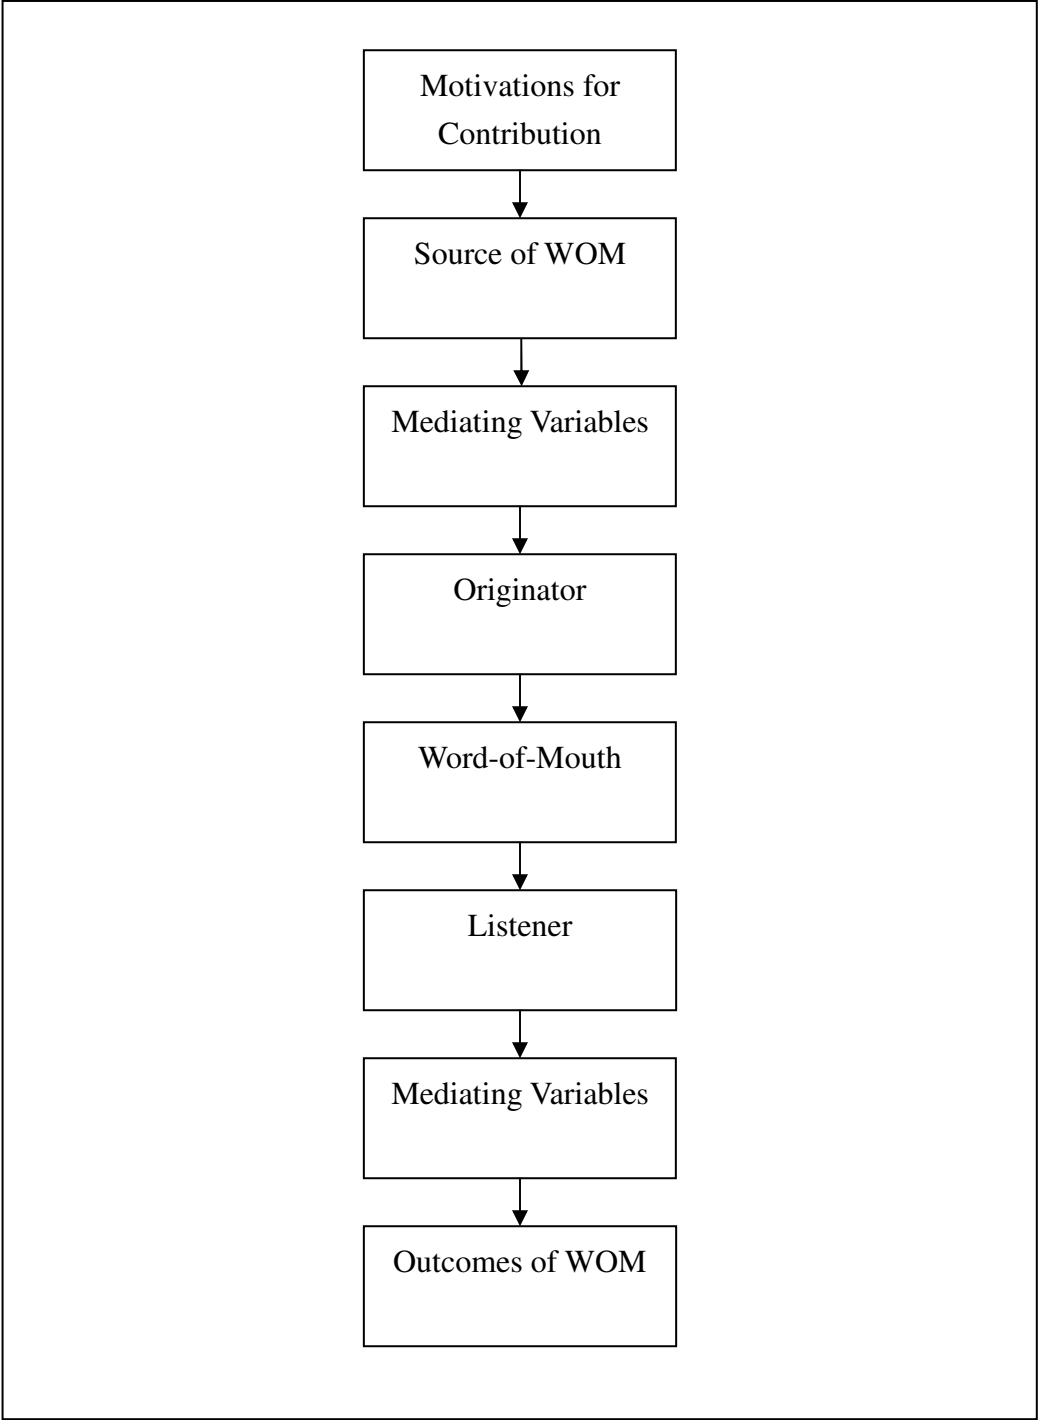 Motivations for
Contribution
Source of WOM
Mediating Variables
Originator
Word-of-Mouth
Listener
Mediating Variables
Outcomes of WOM